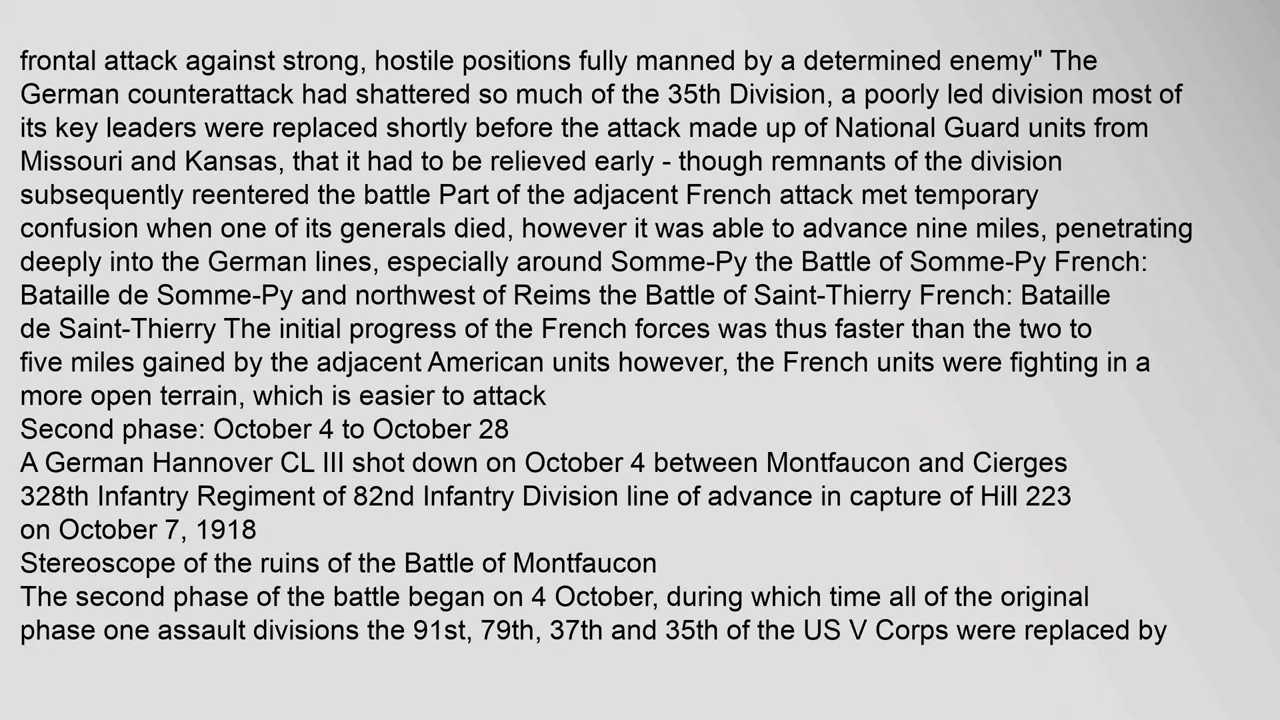 frontal attack against strong, hostile positions fully manned by a determined enemy" The
German counterattack had shattered so much of the 35th Division, a poorly led division most of
its key leaders were replaced shortly before the attack made up of National Guard units from
Missouri and Kansas, that it had to be relieved early - though remnants of the division
subsequently reentered the battle Part of the adjacent French attack met temporary
confusion when one of its generals died, however it was able to advance nine miles, penetrating
deeply into the German lines, especially around Somme-Py the Battle of Somme-Py French:
Bataille de Somme-Py and northwest of Reims the Battle of Saint-Thierry French: Bataille
de Saint-Thierry The initial progress of the French forces was thus faster than the two to
five miles gained by the adjacent American units however, the French units were fighting in a
more open terrain, which is easier to attack
Second phase: October 4 to October 28
A German Hannover CL III shot down on October 4 between Montfaucon and Cierges
328th Infantry Regiment of 82nd Infantry Division line of advance in capture of Hill 223
on October 7, 1918
Stereoscope of the ruins of the Battle of Montfaucon
The second phase of the battle began on 4 October, during which time all of the original
phase one assault divisions the 91st, 79th, 37th and 35th of the US V Corps were replaced by